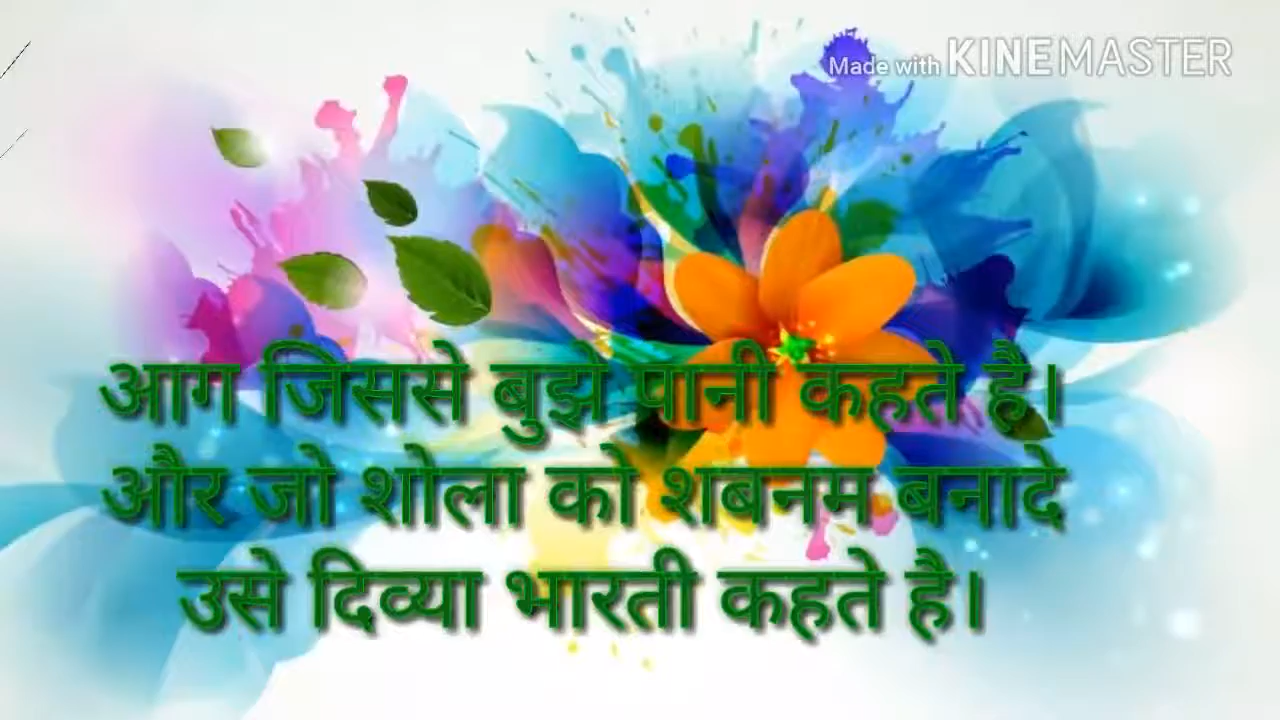 Made with KINEMASTER
आग जिससे बुझे पानी कहते है।
और जो शोला को शबनम बनादे
उसे दिव्या भारती कहते है।